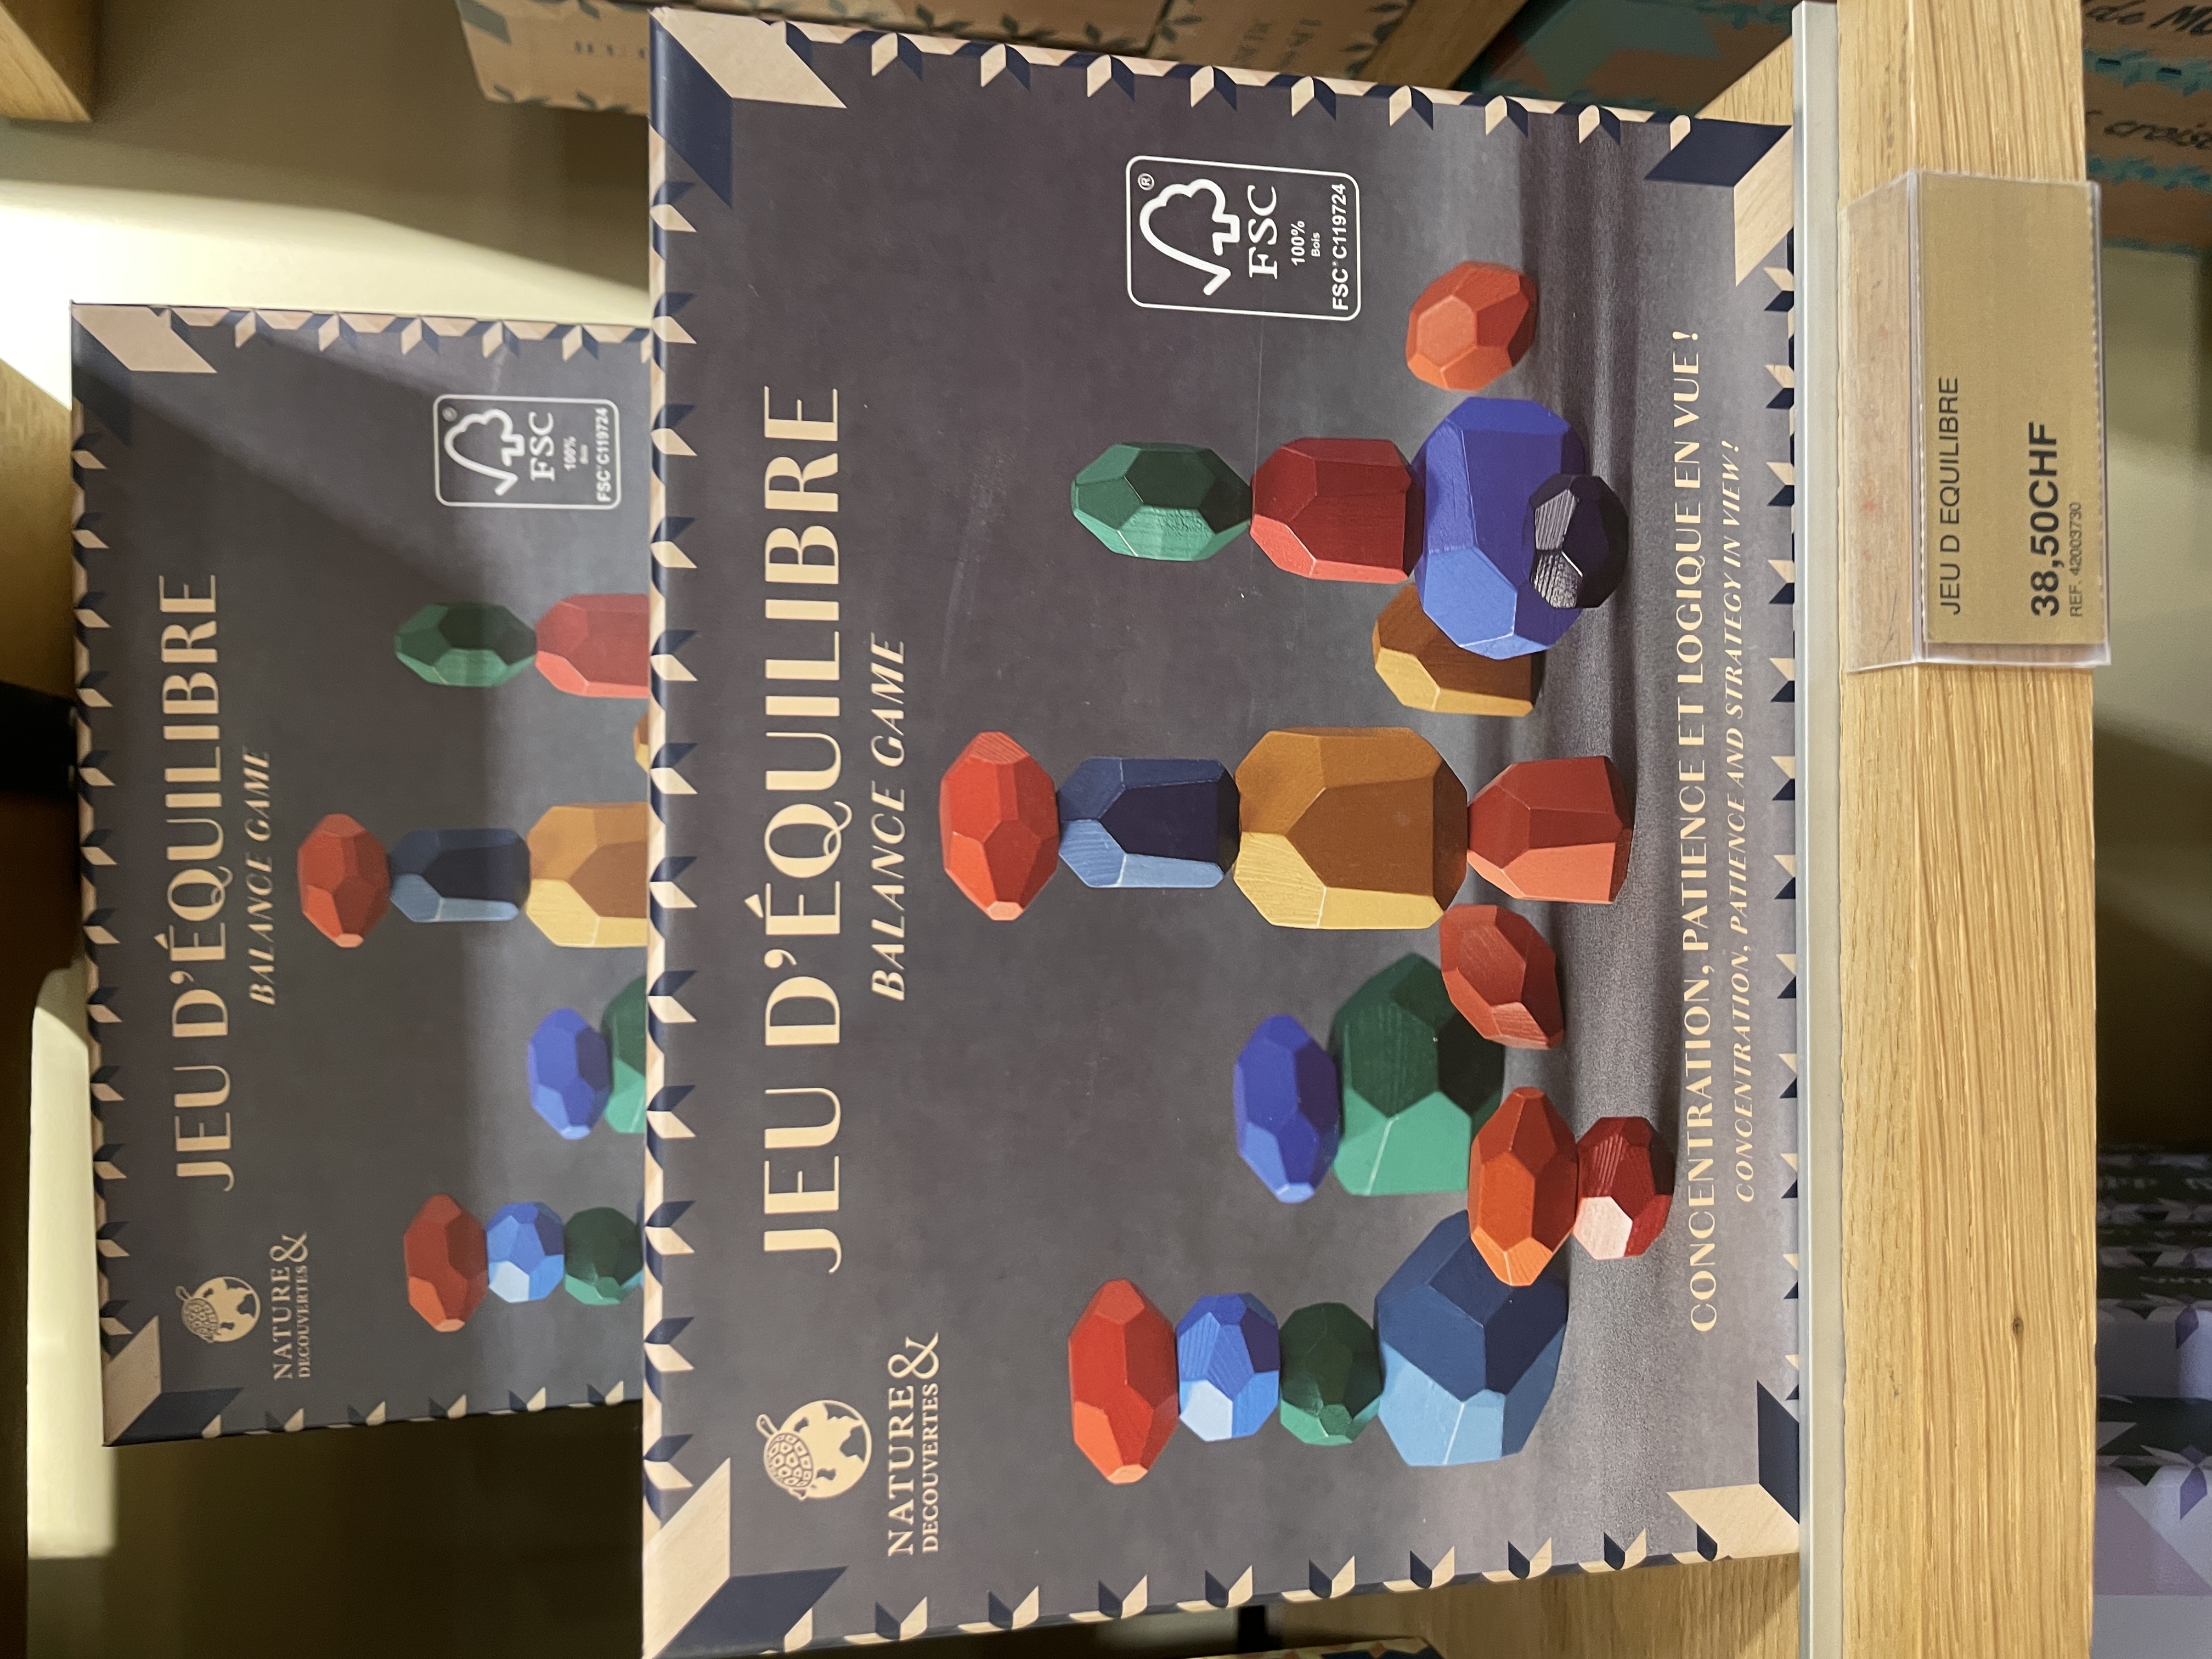 JEU D'ÉQUILIBRE
BALANCE GAME
NATURE &
DECOUVERTES
®
FSC
100%
Bois
FSC® C119724
JEU D'ÉQUILIBRE
BALANCE GAME
NATURE &
DECOUVERTES
®
FSC
100%
Bois
FSC® C119724
CONCENTRATION, PATIENCE ET LOGIQUE EN VUE !
CONCENTRATION, PATIENCE AND STRATEGY IN VIEW !
JEU D EQUILIBRE
38,50CHF
REF. 42003730